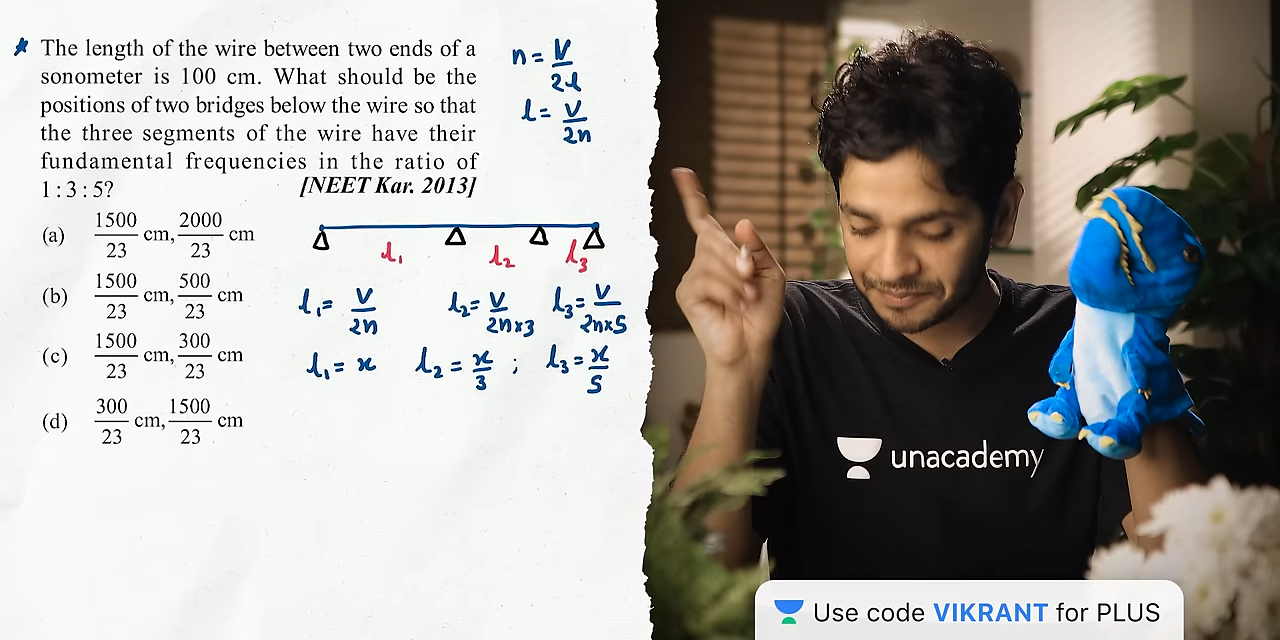 * The length of the wire between two ends of a
sonometer is 100 cm. What should be the
positions of two bridges below the wire so that
the three segments of the wire have their
fundamental frequencies in the ratio of
1 : 3 : 5? [NEET Kar. 2013]
(a) 1500/23 cm, 2000/23 cm
(b) 1500/23 cm, 500/23 cm
(c) 1500/23 cm, 300/23 cm
(d) 300/23 cm, 1500/23 cm
n = V/2l
l = V/2n
l₁ l₂ l₃
l₁ = V/2n l₂ = V/2n×3 l₃ = V/2n×5
l₁ = x l₂ = x/3 ; l₃ = x/5
unacademy
Use code VIKRANT for PLUS